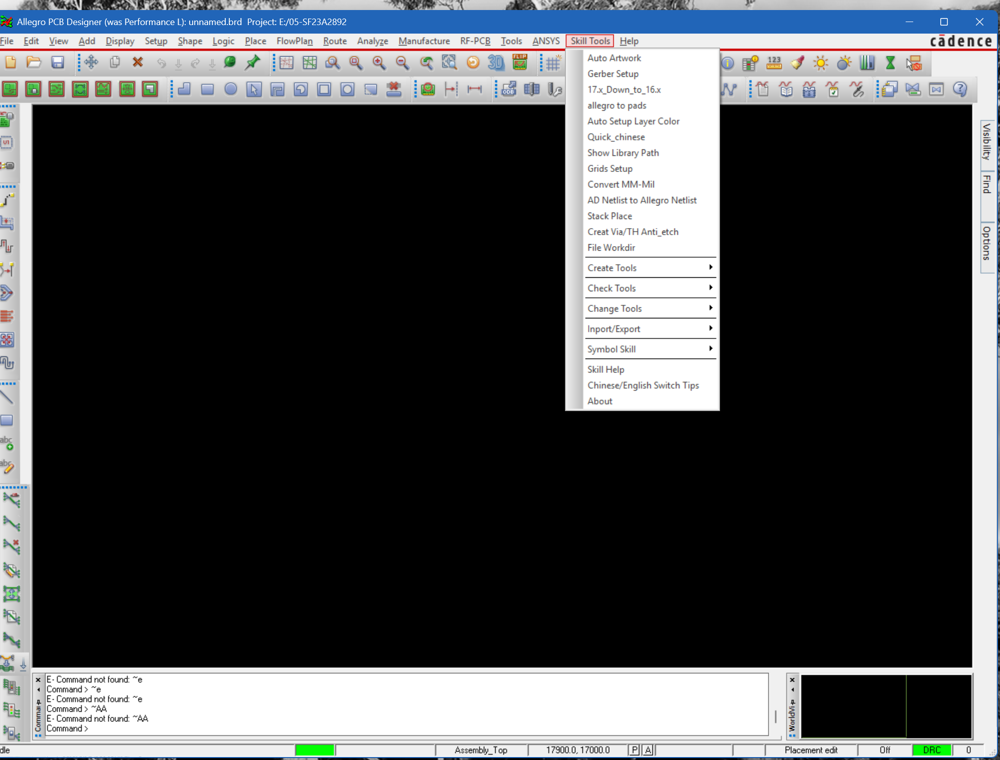 Allegro PCB Designer (was Performance L): unnamed.brd  Project: E:/05-SF23A2892
File Edit View Add Display Setup Shape Logic Place FlowPlan Route Analyze Manufacture RF-PCB Tools ANSYS Skill Tools Help
cādence
3D
FLIP
123
ODB
U1
abc
abc
Auto Artwork
Gerber Setup
17.x_Down_to_16.x
allegro to pads
Auto Setup Layer Color
Quick_chinese
Show Library Path
Grids Setup
Convert MM-Mil
AD Netlist to Allegro Netlist
Stack Place
Creat Via/TH Anti_etch
File Workdir
Create Tools
Check Tools
Change Tools
Inport/Export
Symbol Skill
Skill Help
Chinese/English Switch Tips
About
Visibility
Find
Options
E- Command not found: ~e
Command > ~e
E- Command not found: ~e
Command > ~AA
E- Command not found: ~AA
Command >
Comman
WorldVi
dle
Assembly_Top
17900.0, 17000.0
P
A
Placement edit
Off
DRC
0